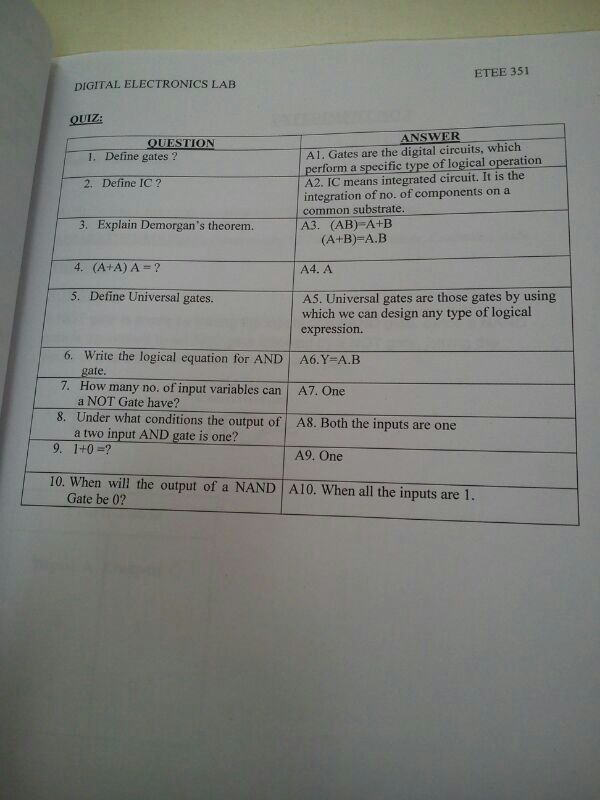 DIGITAL ELECTRONICS LAB
ETEE 351
QUIZ:
QUESTION
ANSWER
1. Define gates ?
A1. Gates are the digital circuits, which
perform a specific type of logical operation
2. Define IC ?
A2. IC means integrated circuit. It is the
integration of no. of components on a
common substrate.
3. Explain Demorgan's theorem.
A3. (AB)=A+B
(A+B)=A.B
4. (A+A) A = ?
A4. A
5. Define Universal gates.
A5. Universal gates are those gates by using
which we can design any type of logical
expression.
6. Write the logical equation for AND
gate.
A6.Y=A.B
7. How many no. of input variables can
a NOT Gate have?
A7. One
8. Under what conditions the output of
a two input AND gate is one?
A8. Both the inputs are one
9. 1+0 =?
A9. One
10. When will the output of a NAND
Gate be 0?
A10. When all the inputs are 1.